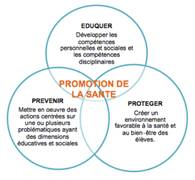 EDUQUER
Développer les
compétences
personnelles et sociales et
les compétences
disciplinaires
PROMOTION DE
LA SANTE
PREVENIR
Mettre en oeuvre des
actions centrées sur
une ou plusieurs
problématiques ayant
des dimensions
éducatives et sociales
PROTEGER
Créer un
environnement
favorable à la santé et
au bien-être des
élèves.